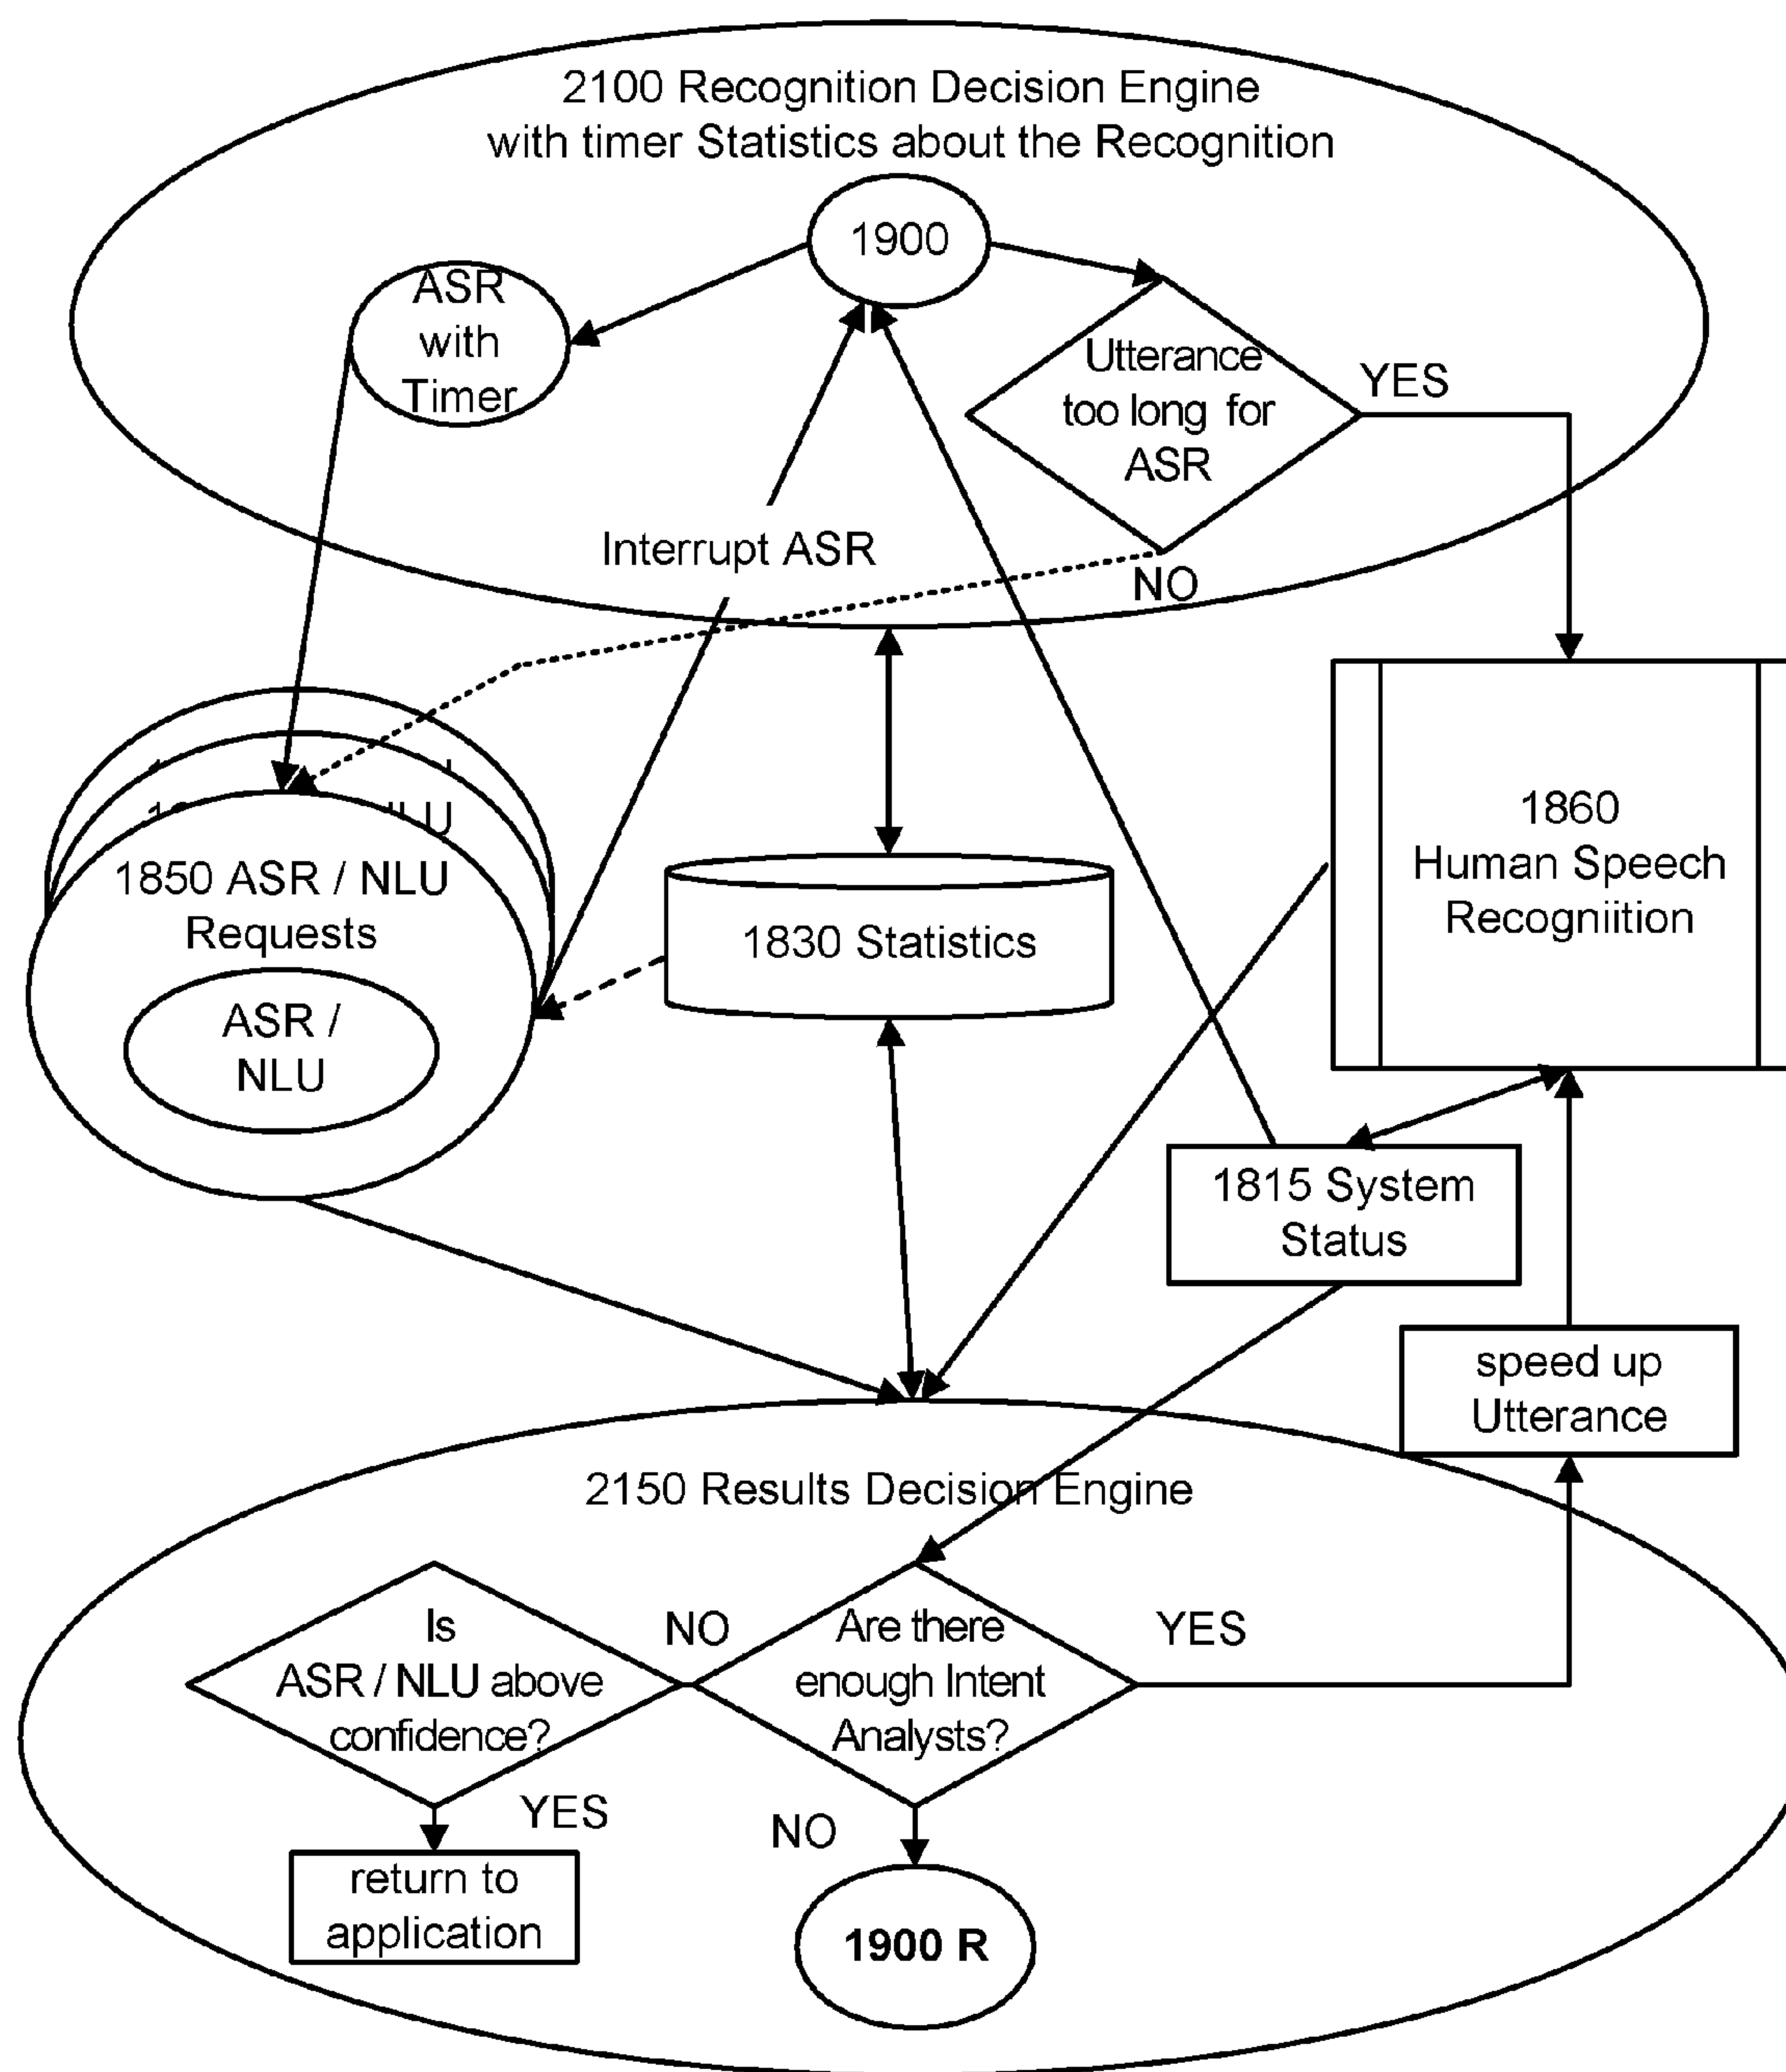 2100 Recognition Decision Engine
with timer Statistics about the Recognition
1900
ASR
with
Timer
Utterance
too long for
ASR
YES
Interrupt ASR
NO
1850 ASR / NLU
Requests
ASR /
NLU
1830 Statistics
1860
Human Speech
Recogniition
1815 System
Status
speed up
Utterance
2150 Results Decision Engine
Is
ASR / NLU above
confidence?
NO
Are there
enough Intent
Analysts?
YES
YES
NO
return to
application
1900 R